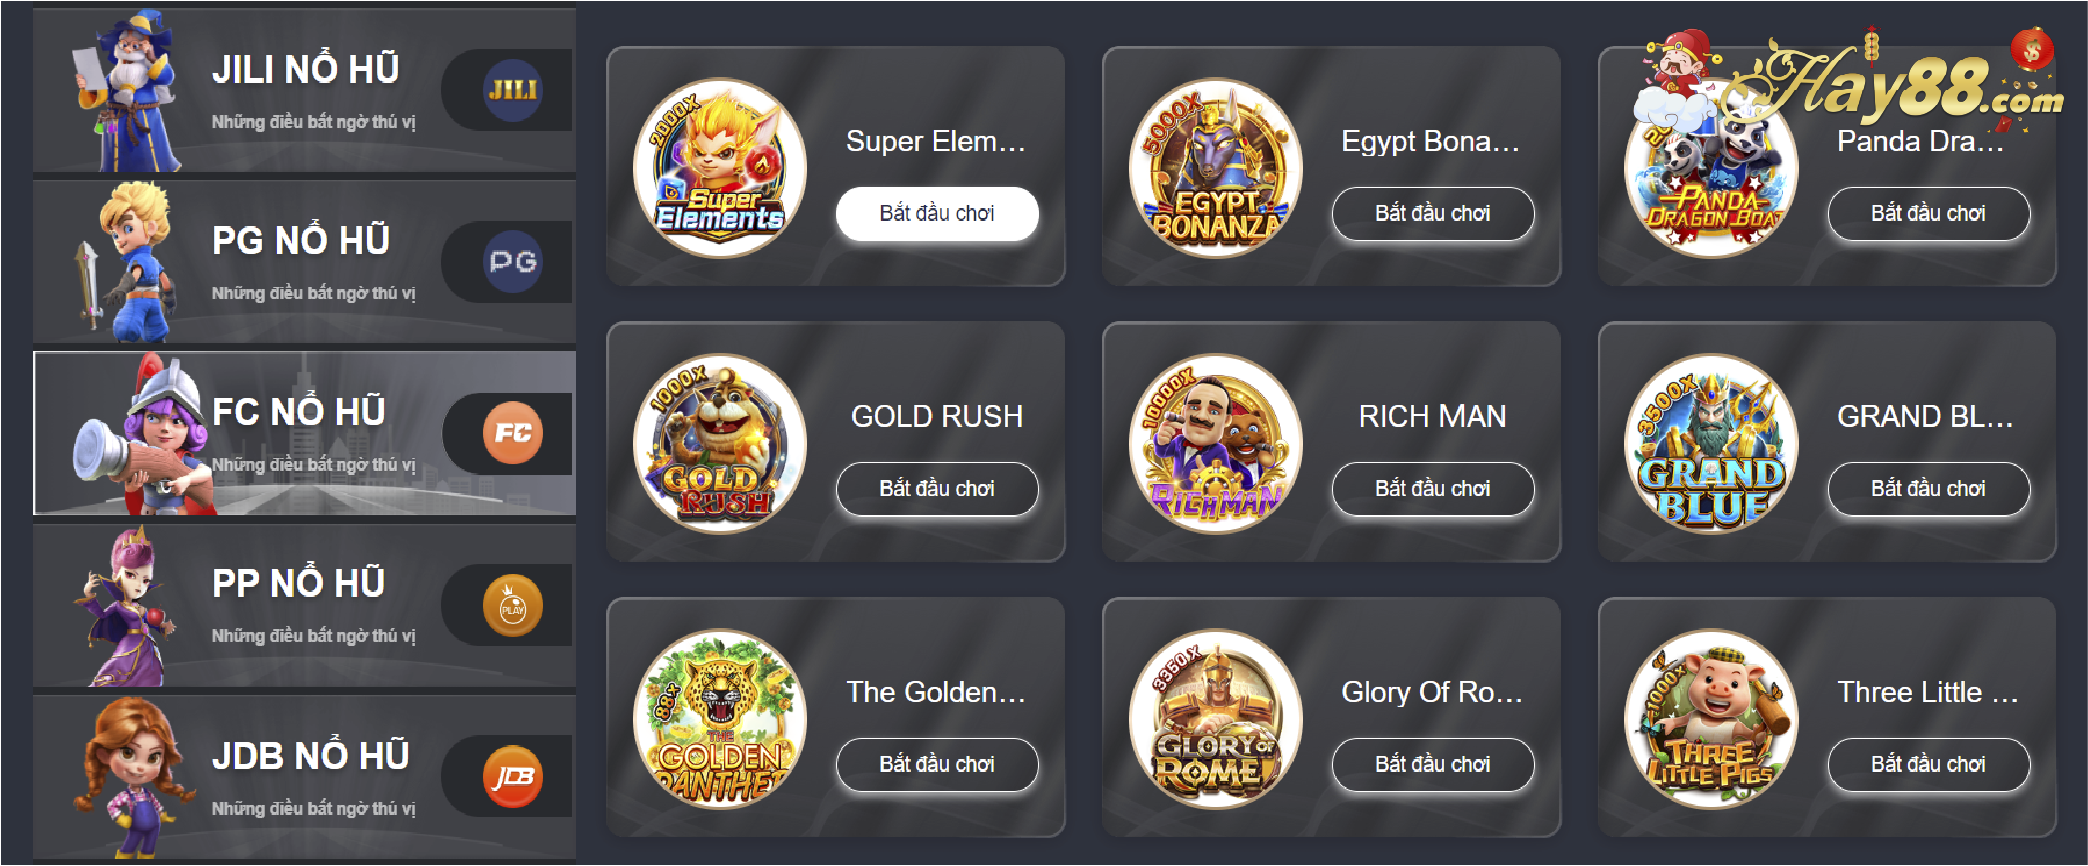 JILI NỔ HŨ
Những điều bất ngờ thú vị
JILI
PG NỔ HŨ
Những điều bất ngờ thú vị
PG
FC NỔ HŨ
Những điều bất ngờ thú vị
FC
PP NỔ HŨ
Những điều bất ngờ thú vị
PLAY
JDB NỔ HŨ
Những điều bất ngờ thú vị
JDB
Hay88.com
2000X
Super
Elements
Super Elem...
Bắt đầu chơi
5000X
EGYPT
BONANZA
Egypt Bona...
Bắt đầu chơi
PANDA
DRAGON BOAT
Panda Dra...
Bắt đầu chơi
1000X
GOLD
RUSH
GOLD RUSH
Bắt đầu chơi
10000X
RICH MAN
RICH MAN
Bắt đầu chơi
3500X
GRAND
BLUE
GRAND BL...
Bắt đầu chơi
88X
THE
GOLDEN
PANTHER
The Golden...
Bắt đầu chơi
3350X
GLORY OF
ROME
Glory Of Ro...
Bắt đầu chơi
1000X
THREE
LITTLE PIGS
Three Little ...
Bắt đầu chơi